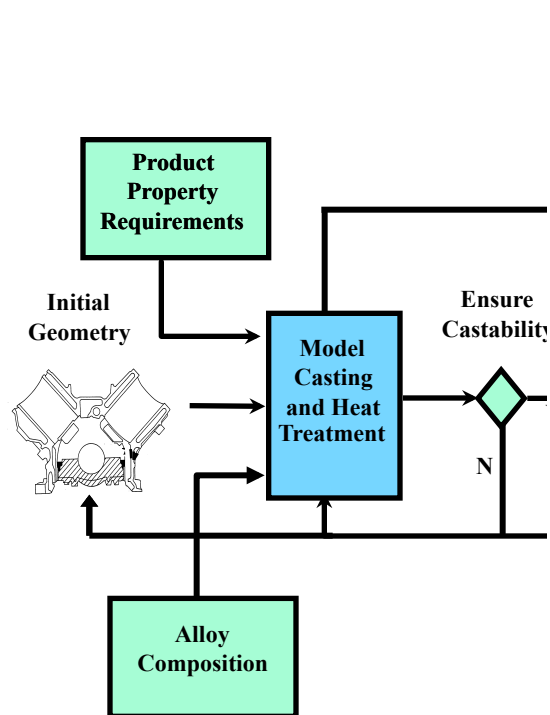 Product
Property
Requirements
Initial
Geometry
Ensure
Castability
Model
Casting
and Heat
Treatment
N
Alloy
Composition